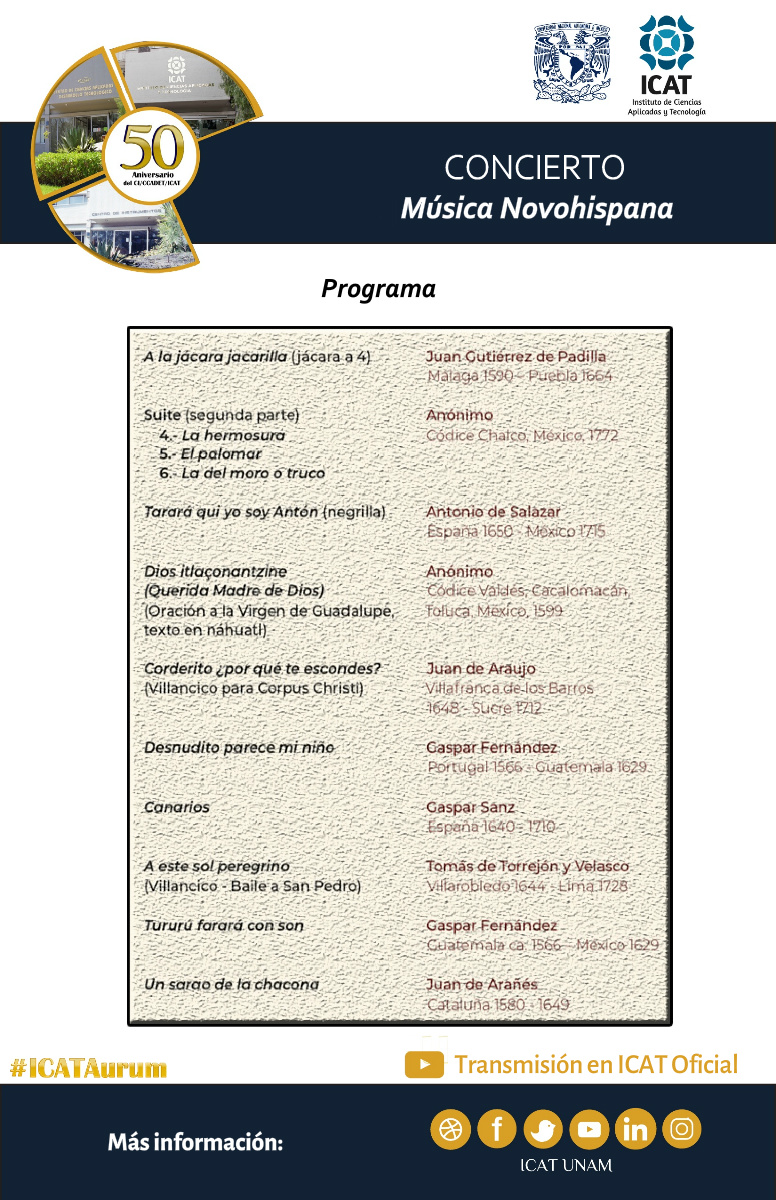 ICAT
Instituto de Ciencias
Aplicadas y Tecnología
ICAT
50
Aniversario
del CI/CCADET/ICAT
CONCIERTO
Música Novohispana
Programa
A la jácara jacarilla (jácara a 4)
Juan Gutiérrez de Padilla
Málaga 1590 - Puebla 1664
Suite (segunda parte)
4.- La hermosura
5.- El palomar
6.- La del moro o truco
Anónimo
Códice Chalco, México, 1772
Tarará qui yo soy Antón (negrilla)
Antonio de Salazar
España 1650 - México 1715
Dios itlaçonantzine
(Querida Madre de Dios)
(Oración a la Virgen de Guadalupe,
texto en náhuatl)
Anónimo
Códice Valdés, Cacalomacán,
Toluca, México, 1599
Corderito ¿por qué te escondes?
(Villancico para Corpus Christi)
Juan de Araujo
Villafranca de los Barros
1648 - Sucre 1712
Desnudito parece mi niño
Gaspar Fernández
Portugal 1566 - Guatemala 1629
Canarios
Gaspar Sanz
España 1640 - 1710
A este sol peregrino
(Villancico - Baile a San Pedro)
Tomás de Torrejón y Velasco
Villarobledo 1644 - Lima 1728
Tururú farará con son
Gaspar Fernández
Guatemala ca. 1566 - México 1629
Un sarao de la chacona
Juan de Arañés
Cataluña 1580 - 1649
#ICATAurum
Transmisión en ICAT Oficial
Más información:
ICAT UNAM